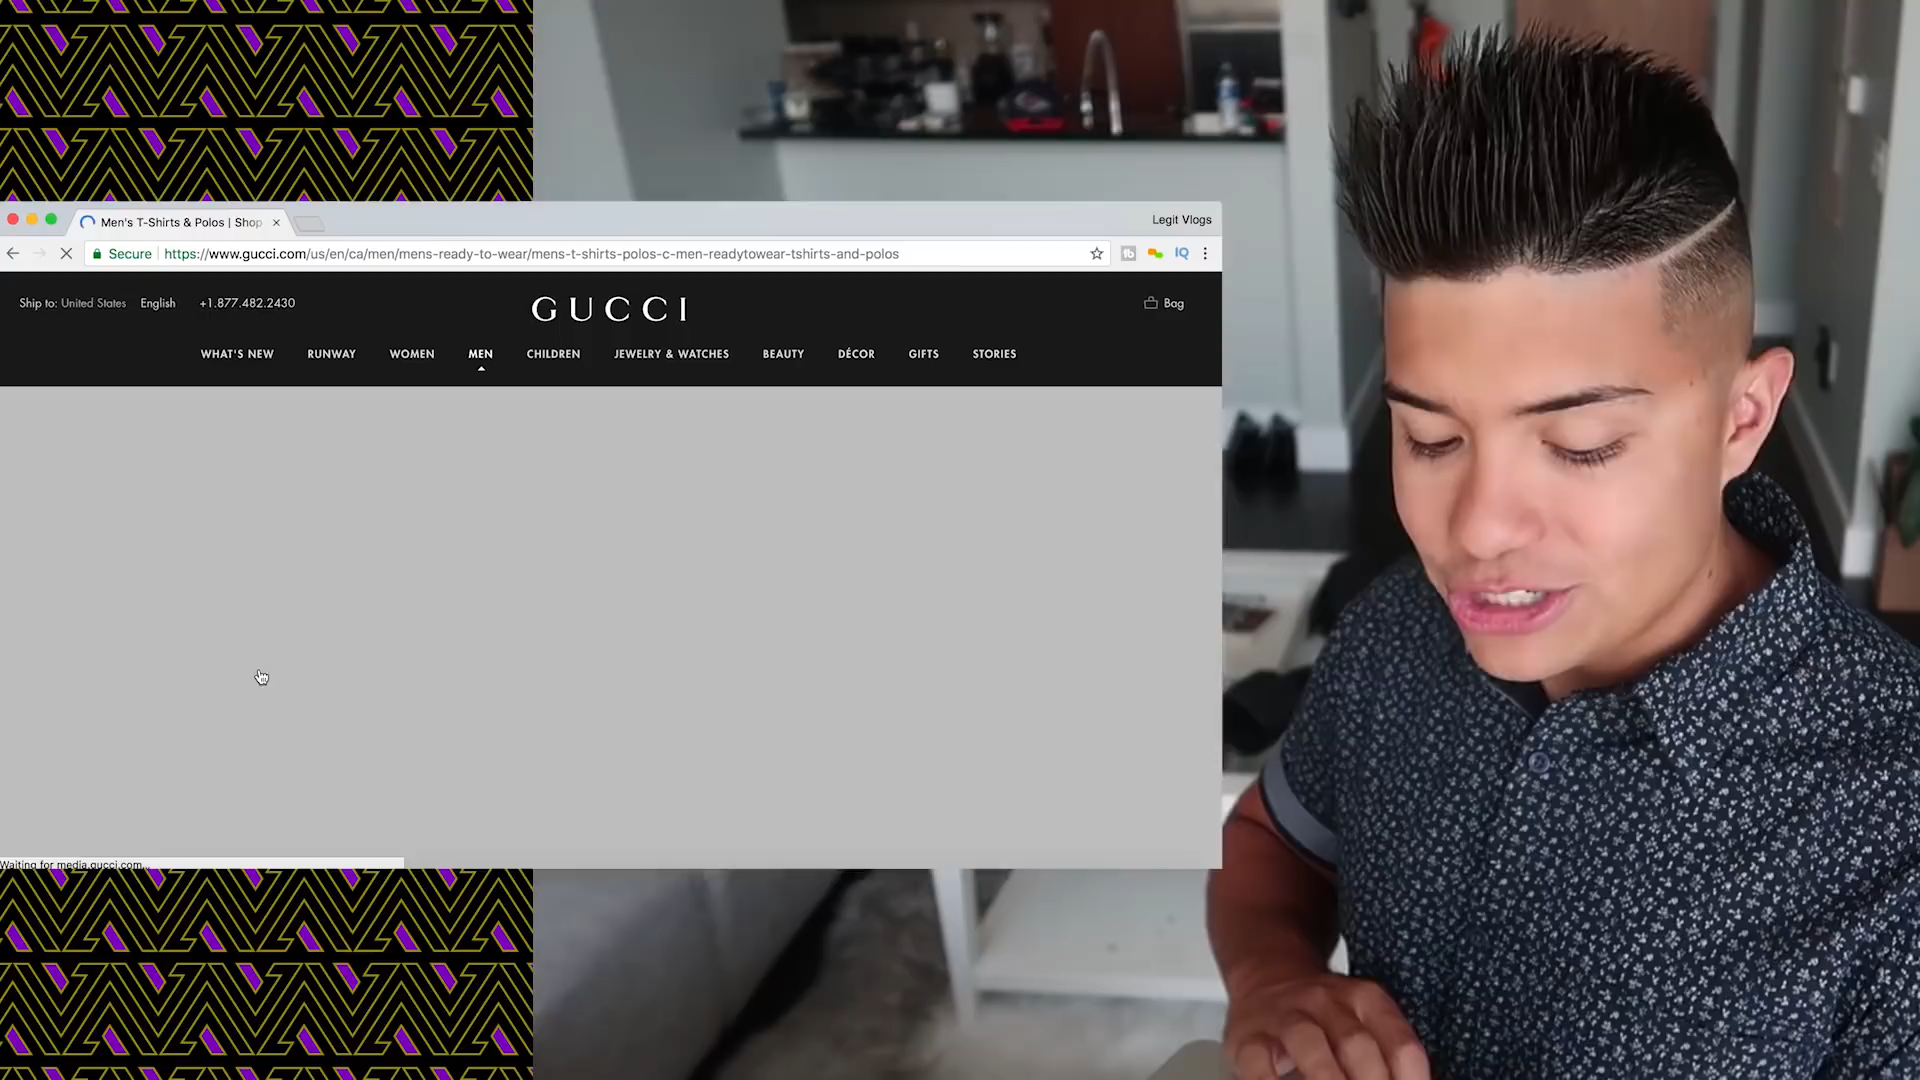 Men's T-Shirts & Polos | Shop
Legit Vlogs
Secure
https://www.gucci.com/us/en/ca/men/mens-ready-to-wear/mens-t-shirts-polos-c-men-readytowear-tshirts-and-polos
IQ
Ship to: United States English +1.877.482.2430
GUCCI
Bag
WHAT'S NEW RUNWAY WOMEN MEN CHILDREN JEWELRY & WATCHES BEAUTY DÉCOR GIFTS STORIES
Waiting for media.gucci.com...